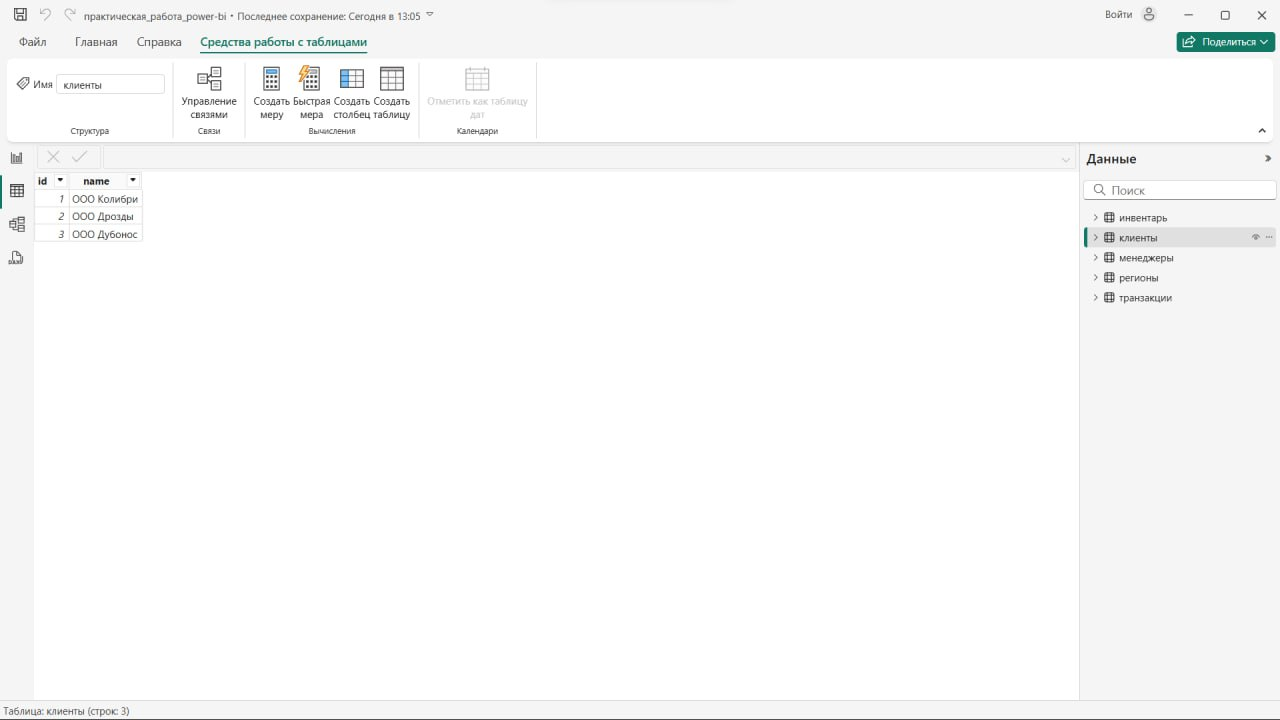 практическая_работа_power-bi • Последнее сохранение: Сегодня в 13:05
Войти
Файл
Главная
Справка
Средства работы с таблицами
Поделиться
Имя
клиенты
Управление связями
Создать меру
Быстрая мера
Создать столбец
Создать таблицу
Отметить как таблицу дат
Структура
Связи
Вычисления
Календари
id
name
1 ООО Колибри
2 ООО Дрозды
3 ООО Дубонос
Данные
Поиск
инвентарь
клиенты
менеджеры
регионы
транзакции
Таблица: клиенты (строк: 3)